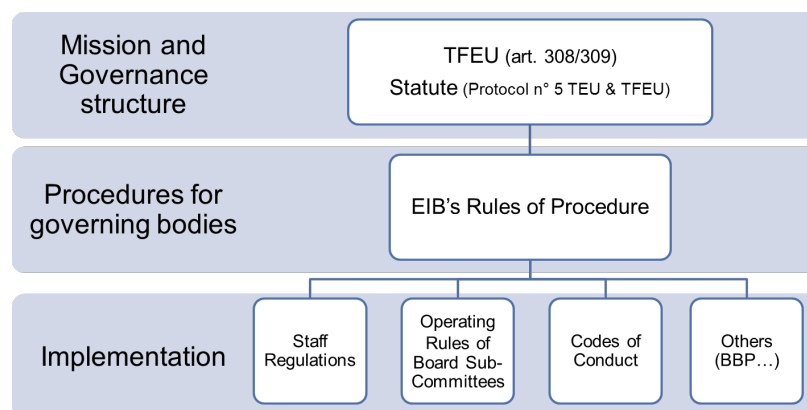 Mission and
Governance
structure
TFEU (art. 308/309)
Statute (Protocol n° 5 TEU & TFEU)
Procedures for
governing bodies
EIB's Rules of Procedure
Implementation
Staff
Regulations
Operating
Rules of
Board Sub-
Committees
Codes of
Conduct
Others
(BBP…)